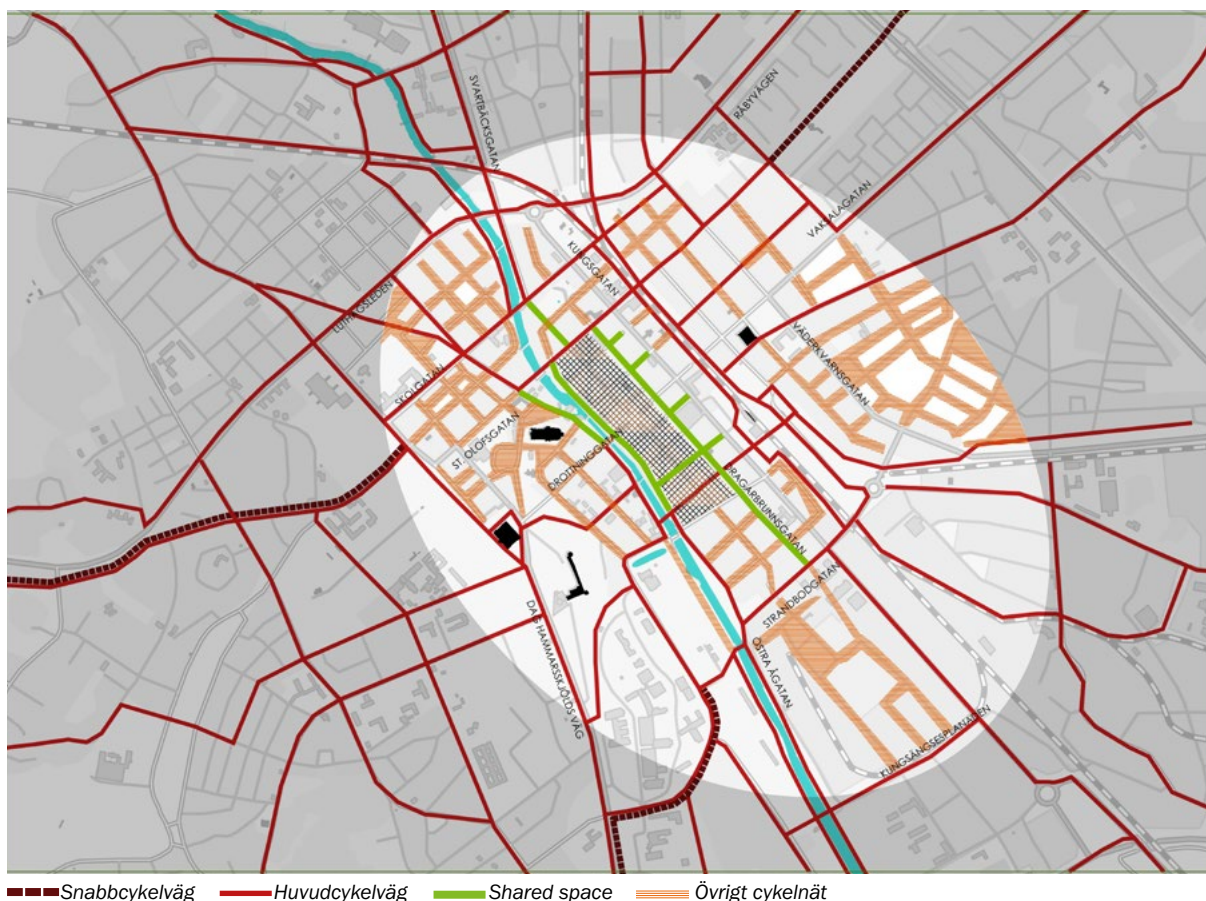 SVARTBÄCKSGATAN
RÅBYVÄGEN
VAKSALAGATAN
KUNGSGATAN
LUTHAGSLEDEN
VÄDERKVARNSGATAN
SKOLGATAN
ST. OLOFSGATAN
DROTTNINGGATAN
DRAGARBRUNNSGATAN
STRANDBODGATAN
DAG HAMMARSSKJÖLDS VÄG
ÖSTRA ÅGATAN
KUNGSÄNGSESPLANADEN
Snabbcykelväg Huvudcykelväg Shared space Övrigt cykelnät